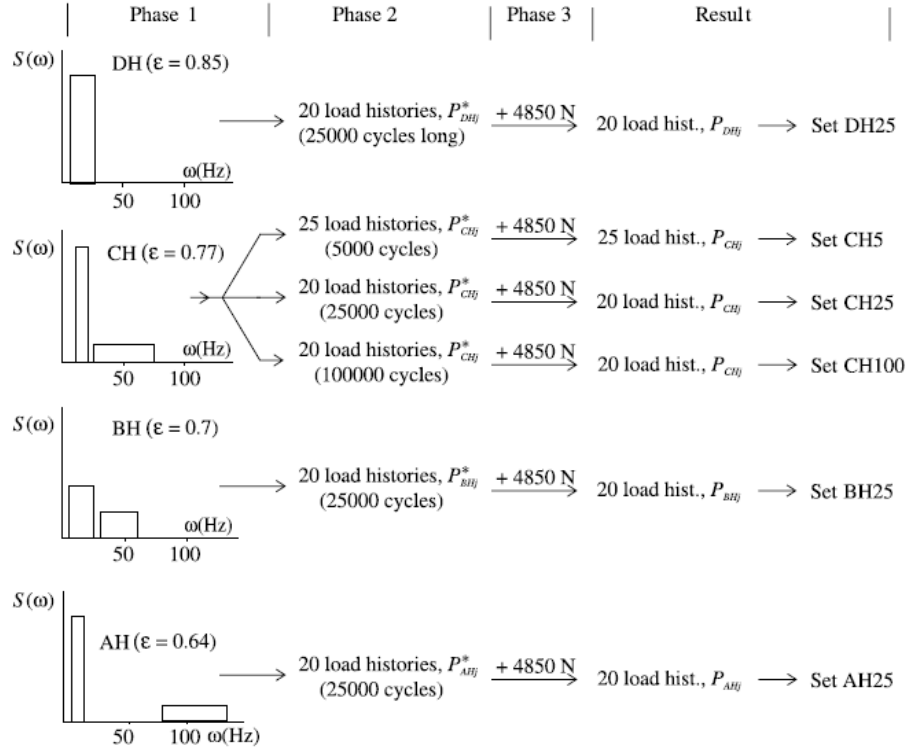 Phase 1 Phase 2 Phase 3 Result
S(ω) DH (ε = 0.85)
20 load histories, P*DHj + 4850 N 20 load hist., PDHj Set DH25
(25000 cycles long)
ω(Hz)
50 100
S(ω) CH (ε = 0.77)
25 load histories, P*CHj + 4850 N 25 load hist., PCHj Set CH5
(5000 cycles)
20 load histories, P*CHj + 4850 N 20 load hist., PCHj Set CH25
(25000 cycles)
ω(Hz)
20 load histories, P*CHj + 4850 N 20 load hist., PCHj Set CH100
(100000 cycles)
50 100
S(ω) BH (ε = 0.7)
20 load histories, P*BHj + 4850 N 20 load hist., PBHj Set BH25
(25000 cycles)
ω(Hz)
50 100
S(ω)
AH (ε = 0.64)
20 load histories, P*AHj + 4850 N 20 load hist., PAHj Set AH25
(25000 cycles)
50 100 ω(Hz)